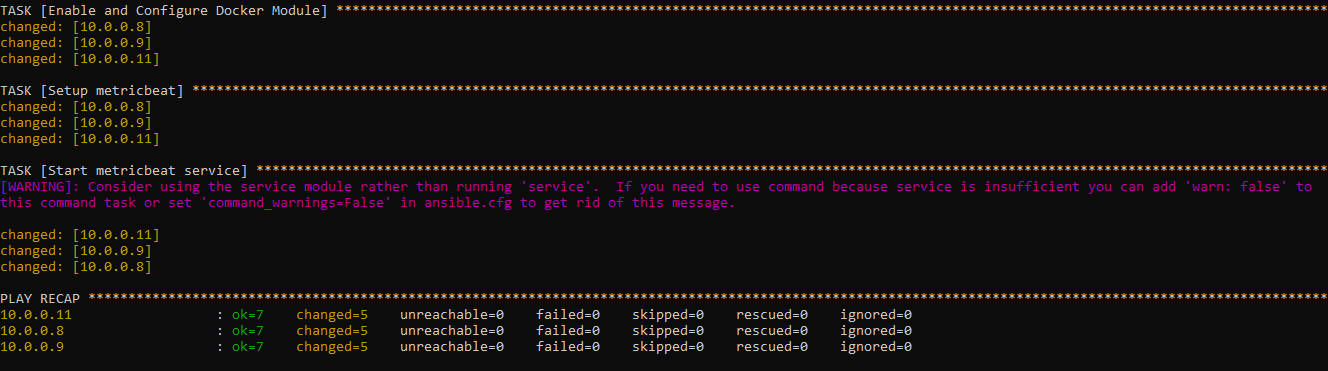 TASK [Enable and Configure Docker Module] ****************************************************************************************************************************
changed: [10.0.0.8]
changed: [10.0.0.9]
changed: [10.0.0.11]
TASK [Setup metricbeat] **********************************************************************************************************************************************
changed: [10.0.0.8]
changed: [10.0.0.9]
changed: [10.0.0.11]
TASK [Start metricbeat service] **************************************************************************************************************************************
[WARNING]: Consider using the service module rather than running 'service'.  If you need to use command because service is insufficient you can add 'warn: false' to
this command task or set 'command_warnings=False' in ansible.cfg to get rid of this message.
changed: [10.0.0.11]
changed: [10.0.0.9]
changed: [10.0.0.8]
PLAY RECAP ***********************************************************************************************************************************************************
10.0.0.11                  : ok=7    changed=5    unreachable=0    failed=0    skipped=0    rescued=0    ignored=0
10.0.0.8                   : ok=7    changed=5    unreachable=0    failed=0    skipped=0    rescued=0    ignored=0
10.0.0.9                   : ok=7    changed=5    unreachable=0    failed=0    skipped=0    rescued=0    ignored=0